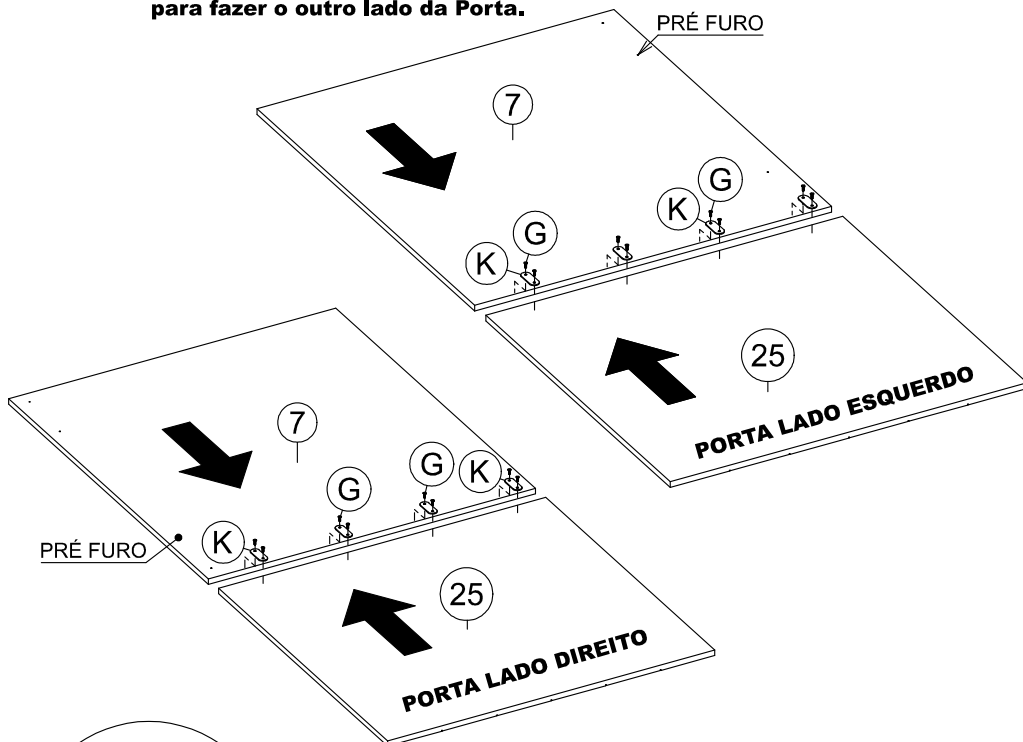 para fazer o outro lado da Porta.
PRÉ FURO
7
G
K
G
K
25
PORTA LADO ESQUERDO
7
G
K
G
K
PRÉ FURO
25
PORTA LADO DIREITO